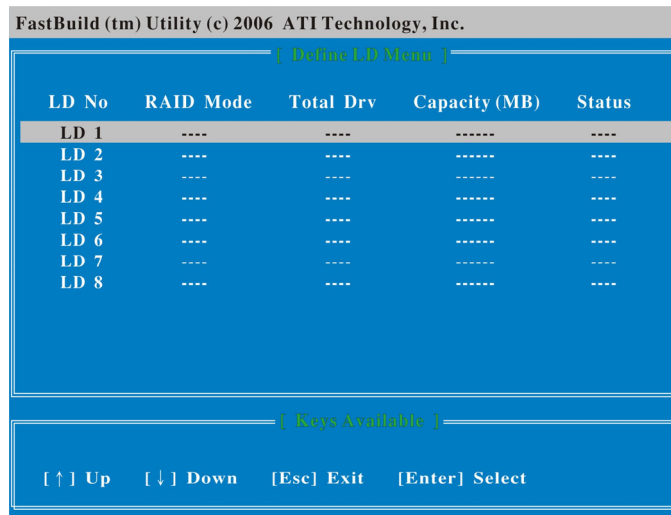 FastBuild (tm) Utility (c) 2006 ATI Technology, Inc.
[ Define LD Menu ]
LD No RAID Mode Total Drv Capacity (MB) Status
LD 1 ---- ---- ------ ----
LD 2 ---- ---- ------ ----
LD 3 ---- ---- ------ ----
LD 4 ---- ---- ------ ----
LD 5 ---- ---- ------ ----
LD 6 ---- ---- ------ ----
LD 7 ---- ---- ------ ----
LD 8 ---- ---- ------ ----
[ Keys Available ]
[↑] Up [↓] Down [Esc] Exit [Enter] Select